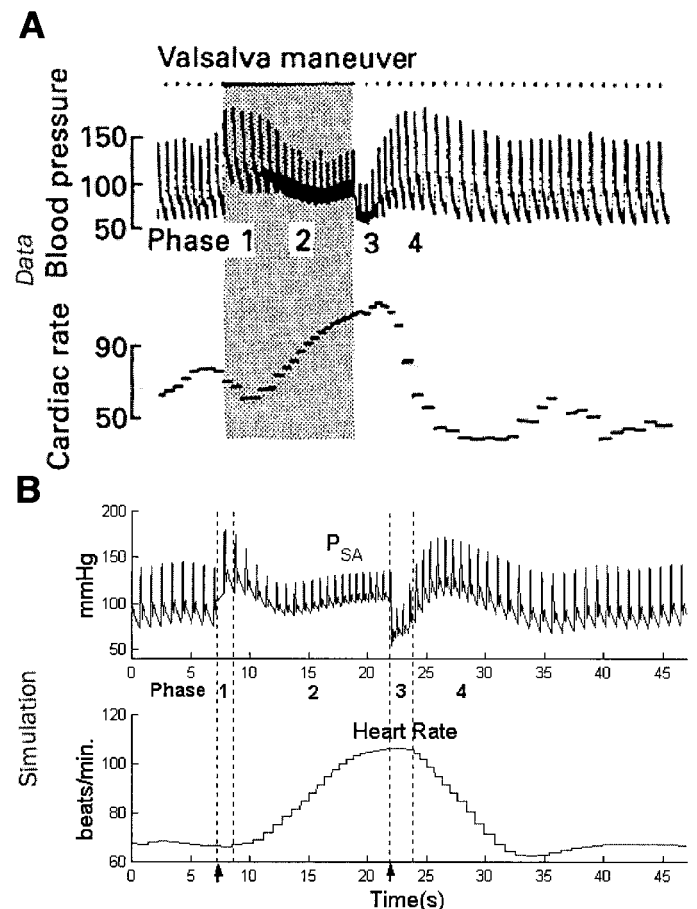 A
Valsalva maneuver
Data
Blood pressure
150
100
50
Phase 1 2 3 4
Cardiac rate
90
50
B
Simulation
mmHg
200
150
100
50
P_SA
0 5 10 15 20 25 30 35 40 45
Phase 1 2 3 4
beats/min.
120
100
80
60
Heart Rate
0 5 10 15 20 25 30 35 40 45
Time(s)